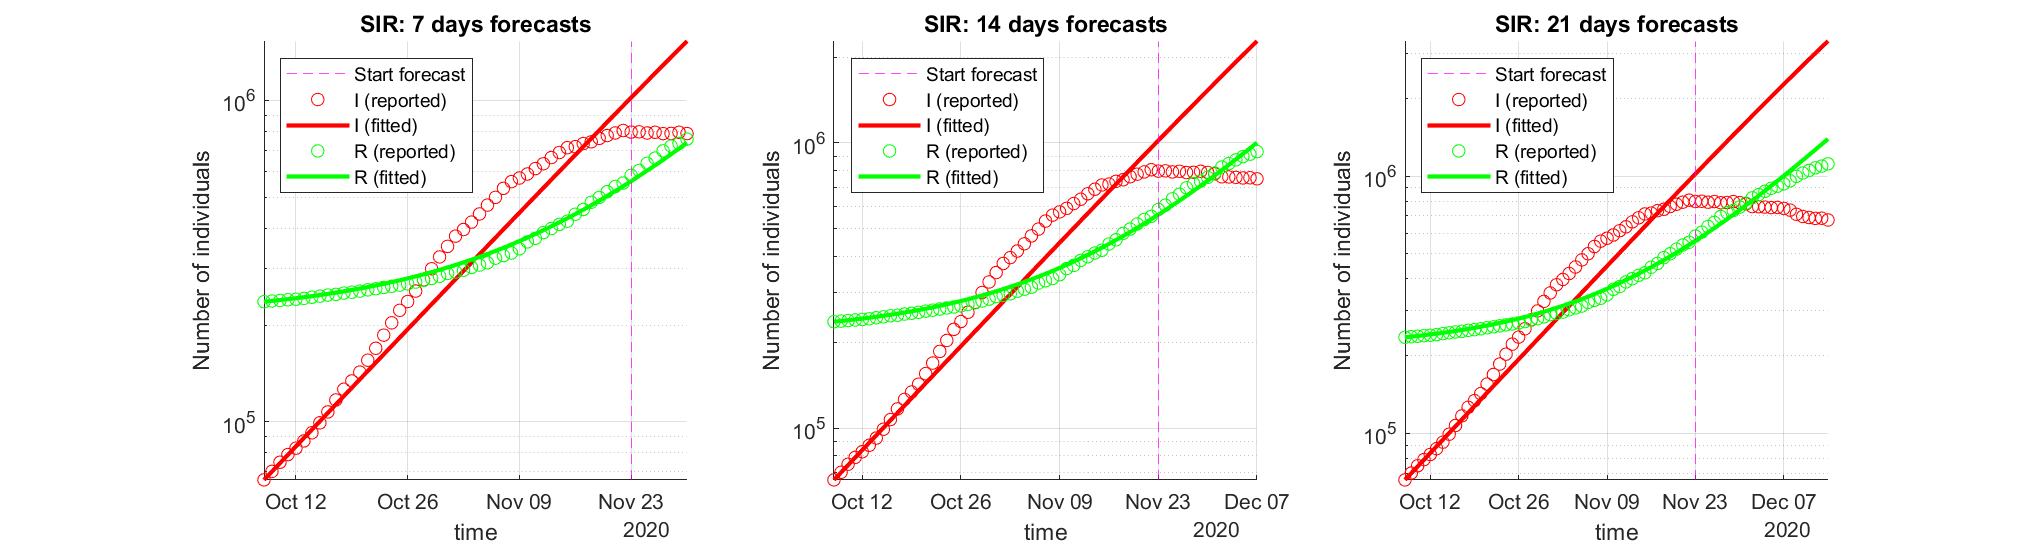 SIR: 7 days forecasts
Start forecast
I (reported)
I (fitted)
R (reported)
R (fitted)
Number of individuals
10^6
10^5
Oct 12
Oct 26
Nov 09
Nov 23
2020
time
SIR: 14 days forecasts
Start forecast
I (reported)
I (fitted)
R (reported)
R (fitted)
Number of individuals
10^6
10^5
Oct 12
Oct 26
Nov 09
Nov 23
Dec 07
2020
time
SIR: 21 days forecasts
Start forecast
I (reported)
I (fitted)
R (reported)
R (fitted)
Number of individuals
10^6
10^5
Oct 12
Oct 26
Nov 09
Nov 23
Dec 07
2020
time